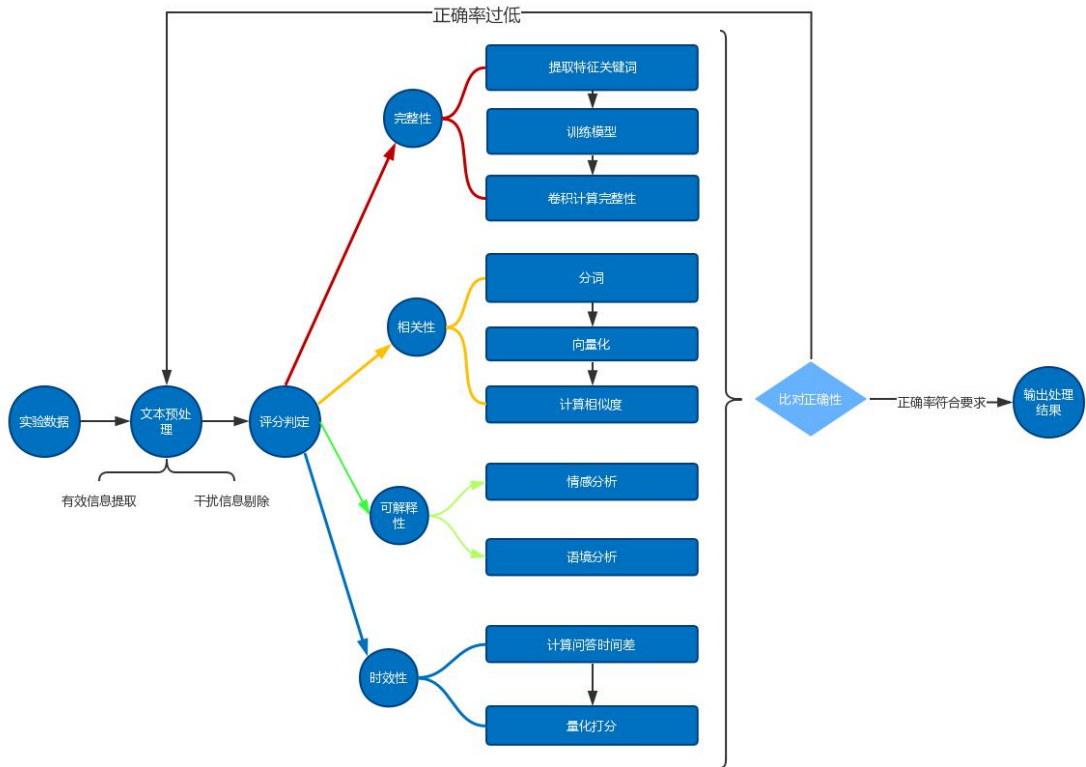 正确率过低
提取特征关键词
完整性
训练模型
卷积计算完整性
分词
相关性
向量化
计算相似度
实验数据
文本预处
理
评分判定
比对正确性
正确率符合要求
输出处理
结果
有效信息提取
干扰信息剔除
情感分析
可解释
性
语境分析
计算问答时间差
时效性
量化打分